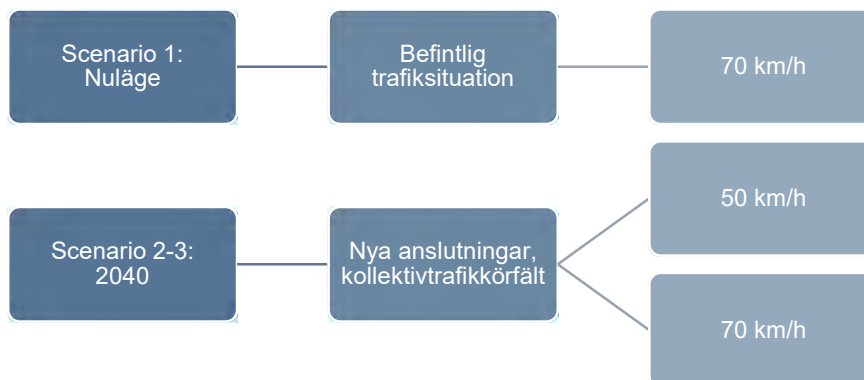 Scenario 1:
Nuläge
Befintlig
trafiksituation
70 km/h
Scenario 2-3:
2040
Nya anslutningar,
kollektivtrafikkörfält
50 km/h
70 km/h